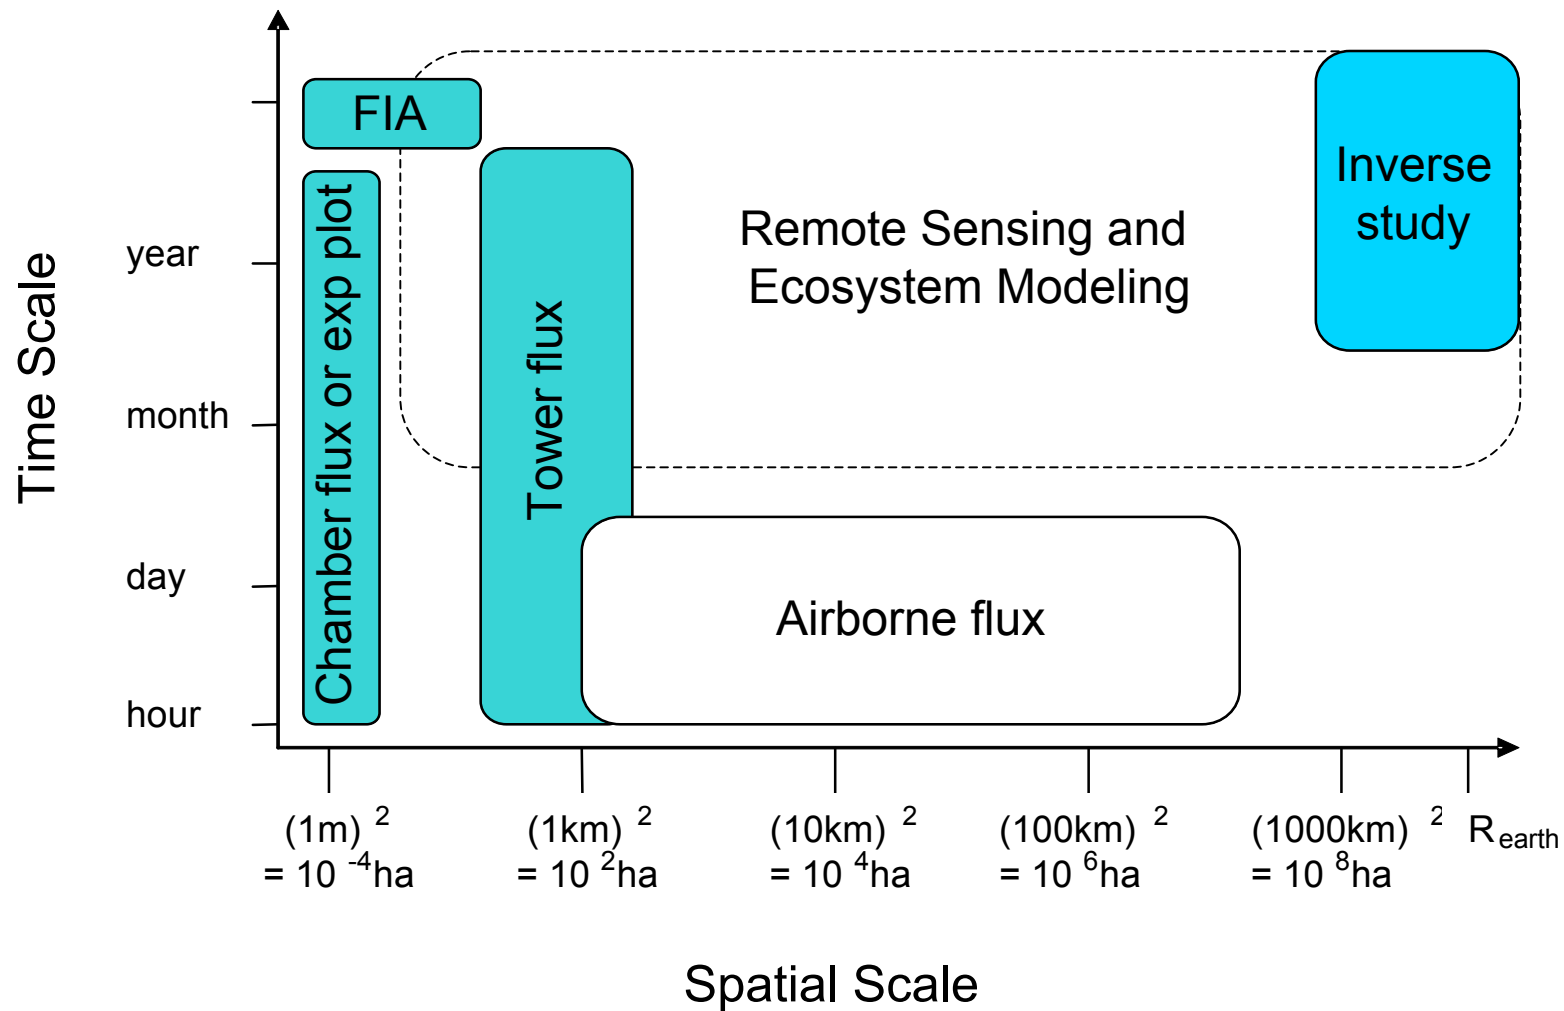 FIA
Chamber flux or exp plot
Tower flux
Remote Sensing and
Ecosystem Modeling
Inverse
study
Airborne flux
Time Scale
year
month
day
hour
(1m) 2
= 10 -4ha
(1km) 2
= 10 2ha
(10km) 2
= 10 4ha
(100km) 2
= 10 6ha
(1000km) 2
= 10 8ha
R earth
Spatial Scale